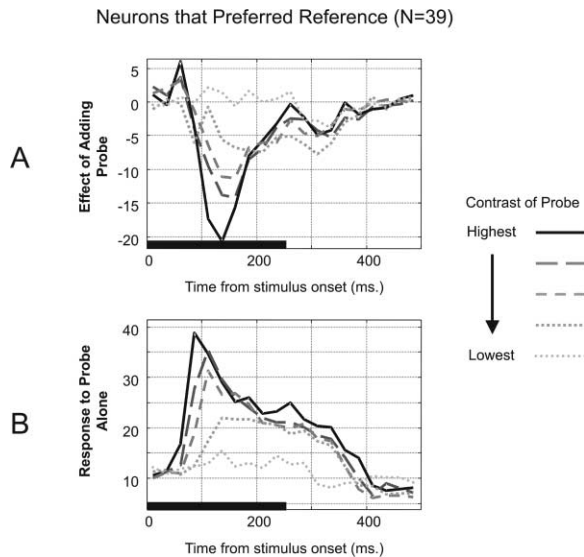 Neurons that Preferred Reference (N=39)
A
Effect of Adding
Probe
5
0
-5
-10
-15
-20
0
200
400
Time from stimulus onset (ms.)
Contrast of Probe
Highest
Lowest
B
Response to Probe
Alone
40
30
20
10
0
200
400
Time from stimulus onset (ms.)